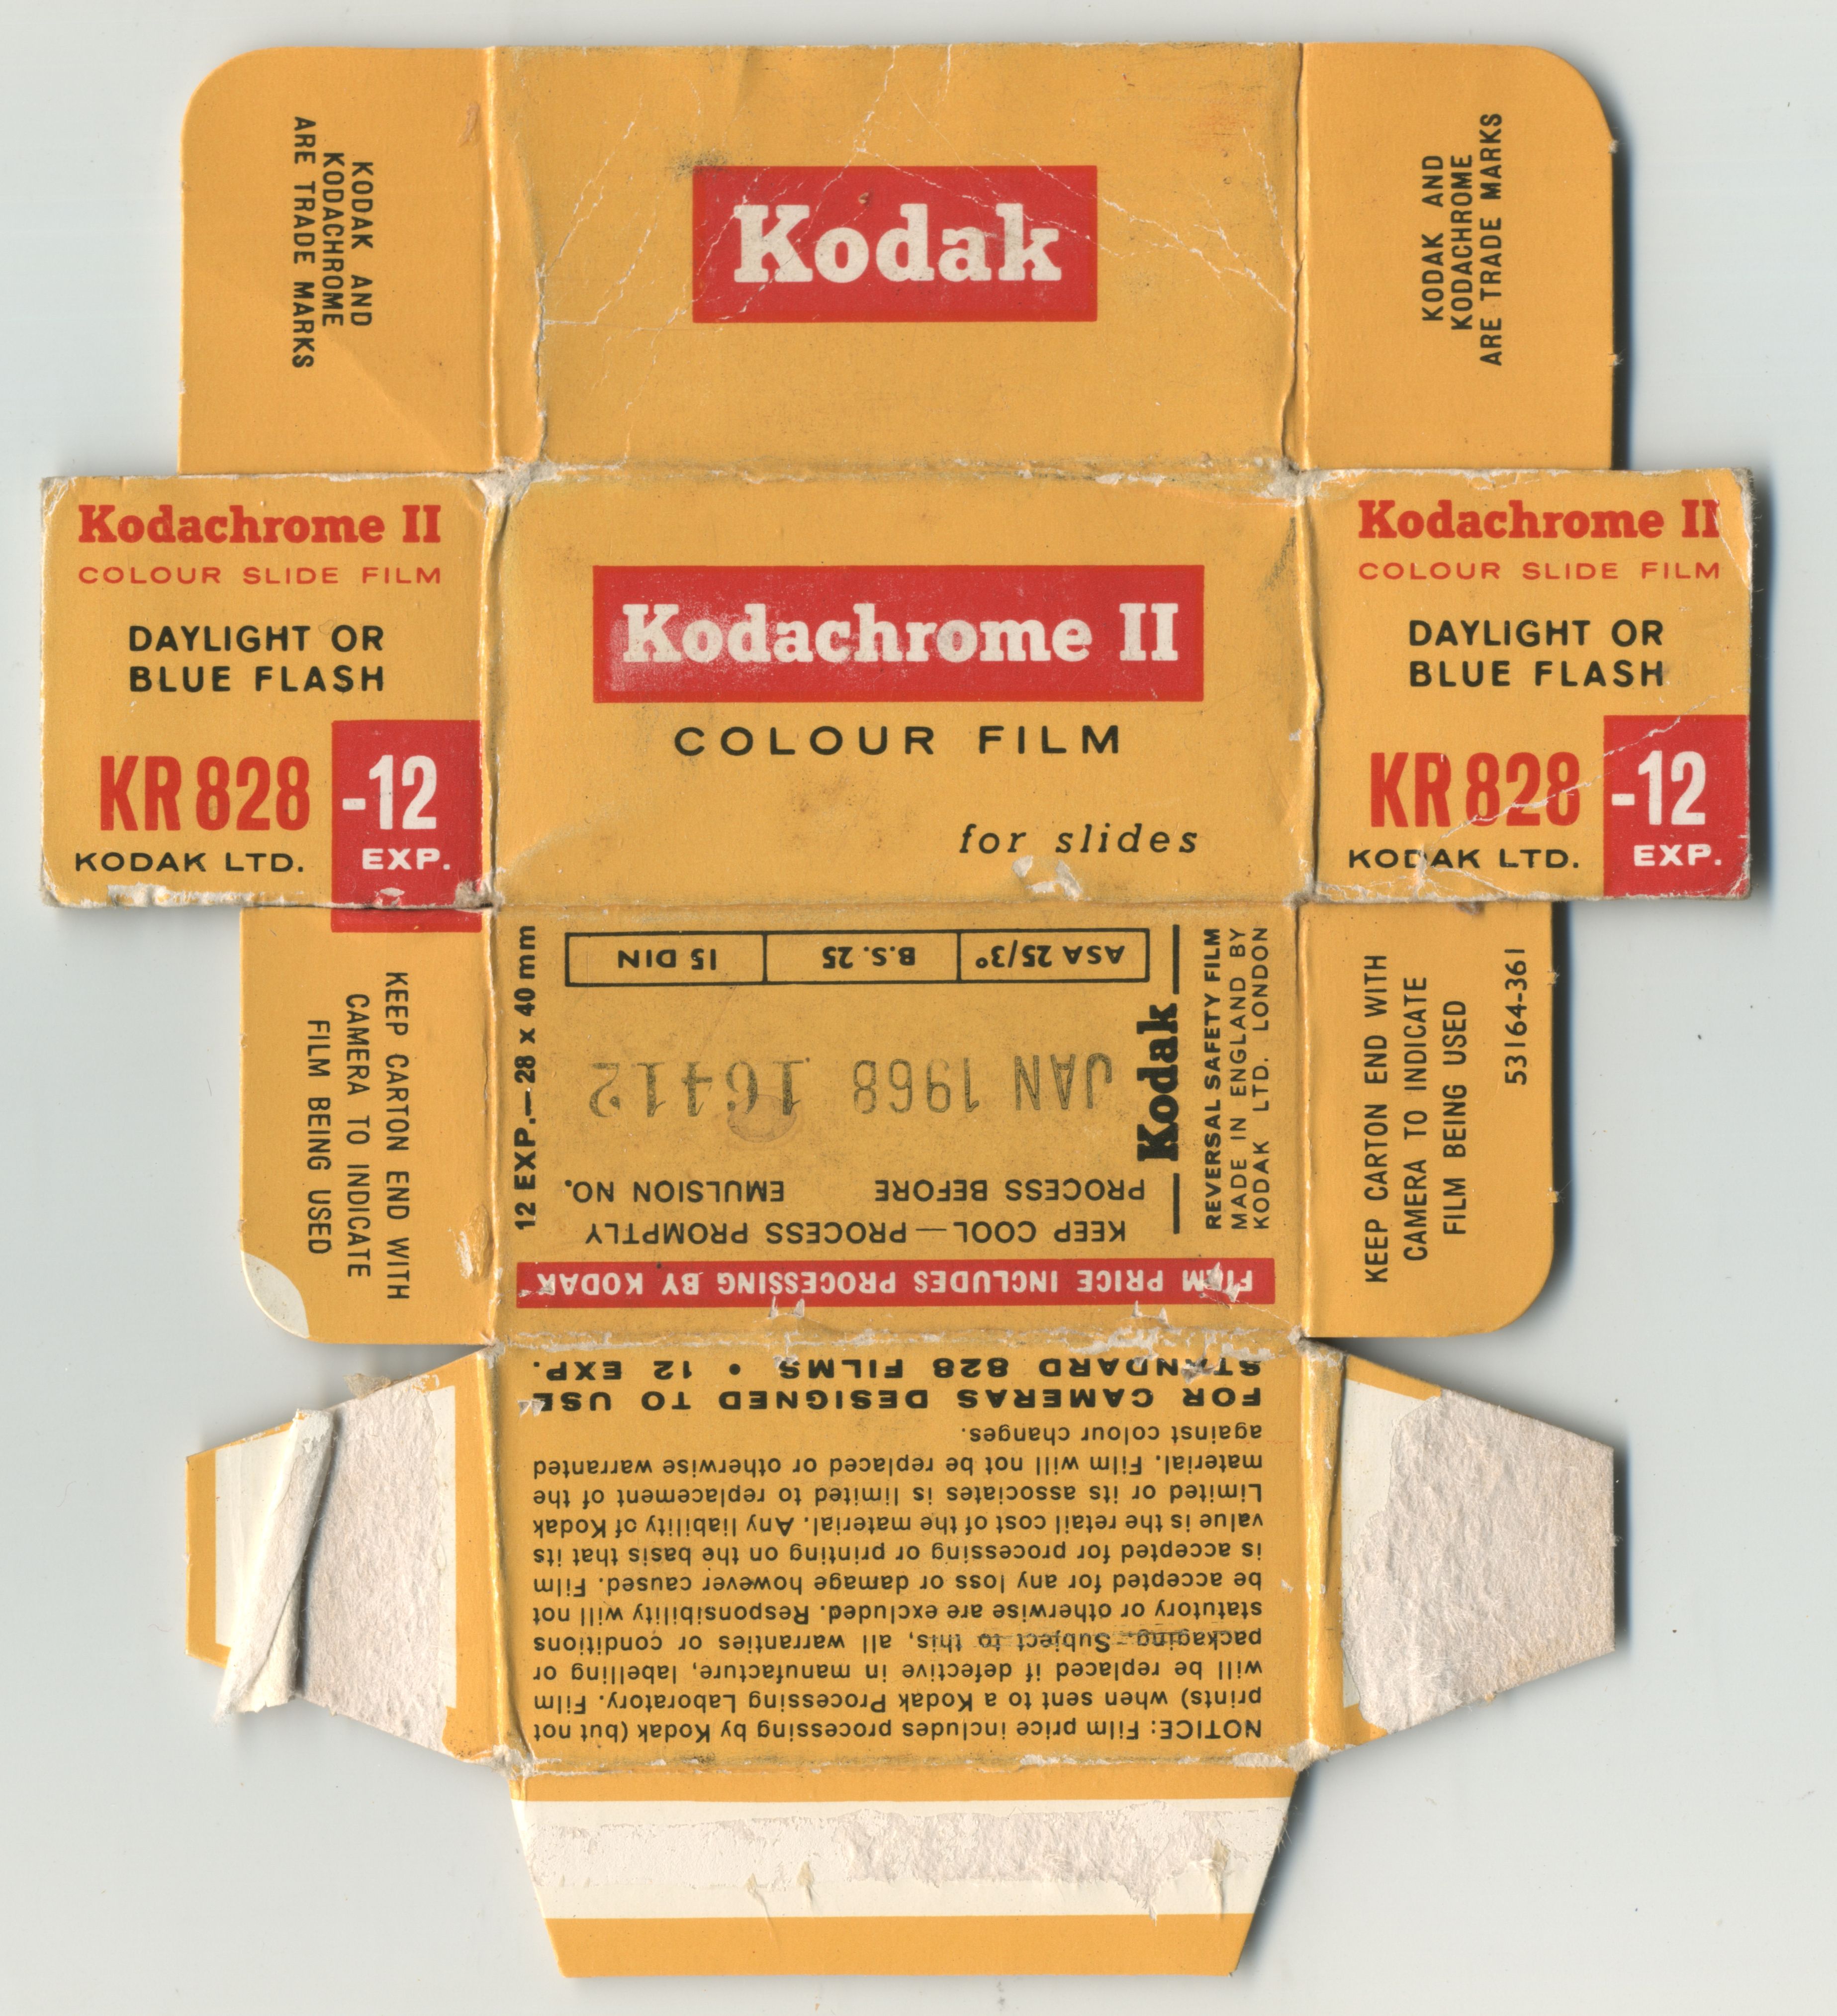 KODAK AND
KODACHROME
ARE TRADE MARKS
Kodak
KODAK AND
KODACHROME
ARE TRADE MARKS
Kodachrome II
COLOUR SLIDE FILM
DAYLIGHT OR
BLUE FLASH
KR 828 -12
KODAK LTD. EXP.
Kodachrome II
COLOUR FILM
for slides
Kodachrome II
COLOUR SLIDE FILM
DAYLIGHT OR
BLUE FLASH
KR 828 -12
KODAK LTD. EXP.
KEEP CARTON END WITH
CAMERA TO INDICATE
FILM BEING USED
12 EXP.—28 x 40 mm
FILM PRICE INCLUDES PROCESSING BY KODAK
KEEP COOL—PROCESS PROMPTLY
PROCESS BEFORE EMULSION NO.
JAN 1968 16412
ASA 25/3° B.S. 25 15 DIN
Kodak
REVERSAL SAFETY FILM
MADE IN ENGLAND BY
KODAK LTD. LONDON
KEEP CARTON END WITH
CAMERA TO INDICATE
FILM BEING USED
53164-361
NOTICE: Film price includes processing by Kodak (but not
prints) when sent to a Kodak Processing Laboratory. Film
will be replaced if defective in manufacture, labelling or
packaging. Subject to this, all warranties or conditions
statutory or otherwise are excluded. Responsibility will not
be accepted for any loss or damage however caused. Film
is accepted for processing or printing on the basis that its
value is the retail cost of the material. Any liability of Kodak
Limited or its associates is limited to replacement of the
material. Film will not be replaced or otherwise warranted
against colour changes.
FOR CAMERAS DESIGNED TO USE
STANDARD 828 FILMS • 12 EXP.